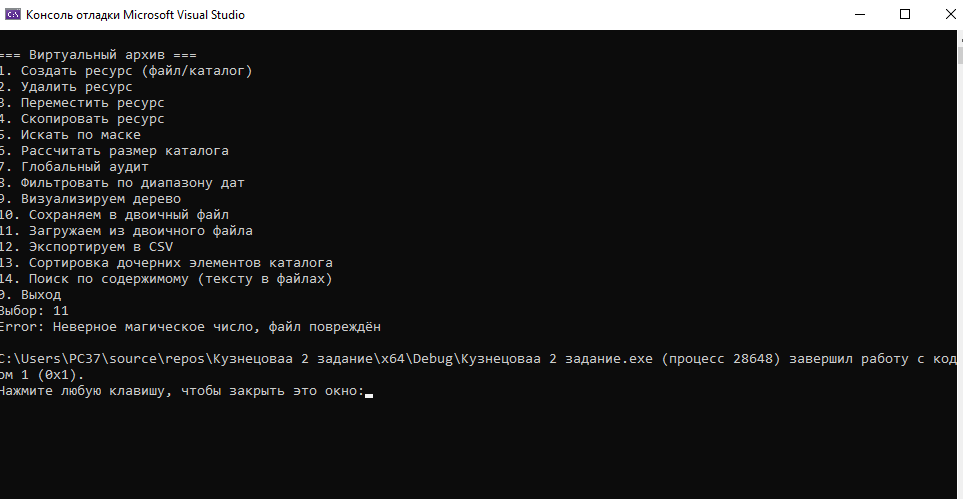 Консоль отладки Microsoft Visual Studio
=== Виртуальный архив ===
1. Создать ресурс (файл/каталог)
2. Удалить ресурс
3. Переместить ресурс
4. Скопировать ресурс
5. Искать по маске
6. Рассчитать размер каталога
7. Глобальный аудит
8. Фильтровать по диапазону дат
9. Визуализируем дерево
10. Сохраняем в двоичный файл
11. Загружаем из двоичного файла
12. Экспортируем в CSV
13. Сортировка дочерних элементов каталога
14. Поиск по содержимому (тексту в файлах)
0. Выход
Выбор: 11
Error: Неверное магическое число, файл повреждён
C:\Users\PC37\source\repos\Кузнецоваа 2 задание\x64\Debug\Кузнецоваа 2 задание.exe (процесс 28648) завершил работу с код
ом 1 (0x1).
Нажмите любую клавишу, чтобы закрыть это окно: